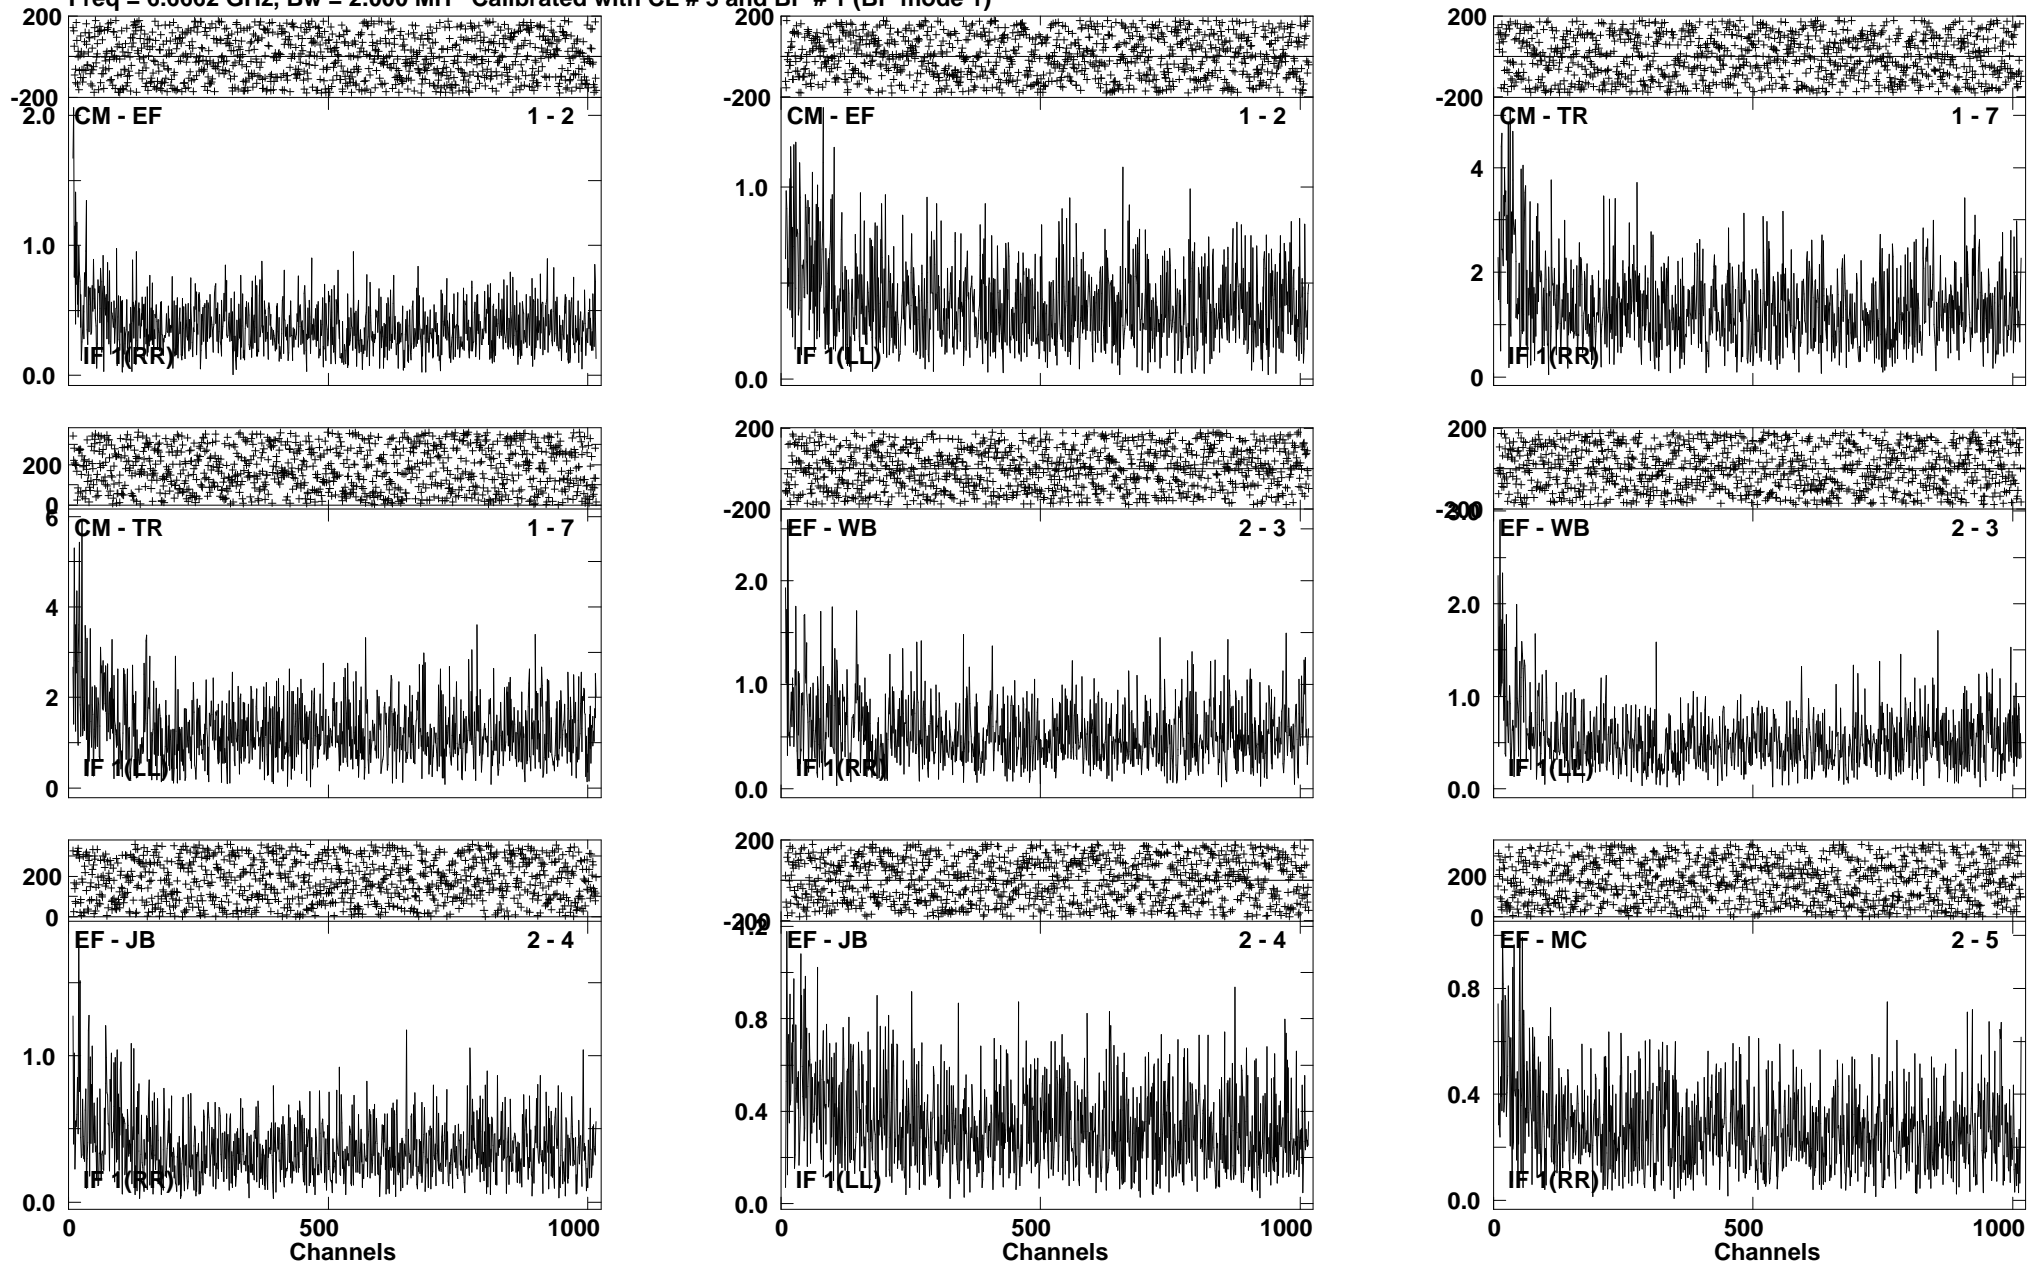 Freq = 6.6662 GHz, Bw = 2.000 MH Calibrated with CL # 3 and BP # 1 (BP mode 1)
200
-200
CM - EF 1 - 2
2.0
1.0
0.0
IF 1(RR)
200
-200
CM - EF 1 - 2
1.0
0.0
IF 1(LL)
200
-200
CM - TR 1 - 7
4
2
0
IF 1(RR)
200
0
CM - TR 1 - 7
6
4
2
0
IF 1(LL)
200
-200
EF - WB 2 - 3
2.0
1.0
0.0
IF 1(RR)
200
-200
3.0
EF - WB 2 - 3
2.0
1.0
0.0
IF 1(LL)
200
0
EF - JB 2 - 4
1.0
0.0
IF 1(RR)
0 500 1000
Channels
200
-200
1.2
EF - JB 2 - 4
0.8
0.4
0.0
IF 1(LL)
0 500 1000
Channels
200
0
EF - MC 2 - 5
0.8
0.4
0.0
IF 1(RR)
0 500 1000
Channels